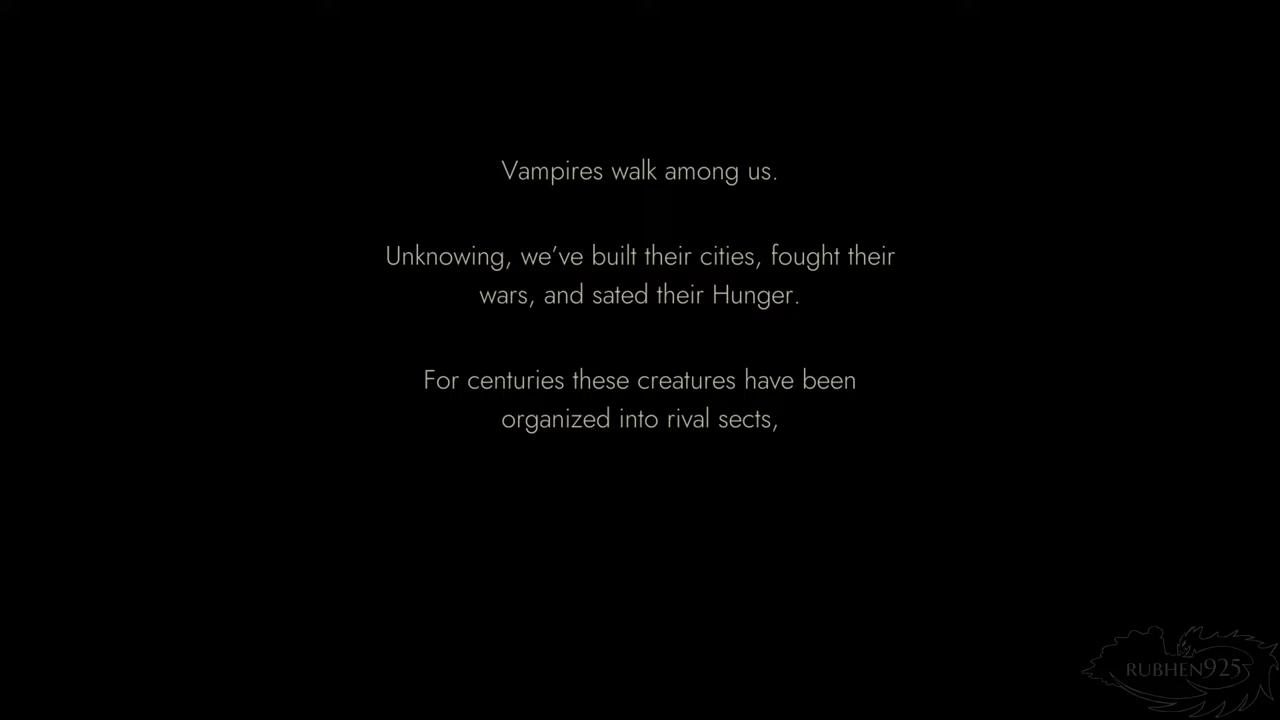 Vampires walk among us.
Unknowing, we’ve built their cities, fought their
wars, and sated their Hunger.
For centuries these creatures have been
organized into rival sects,
RUBHEN925